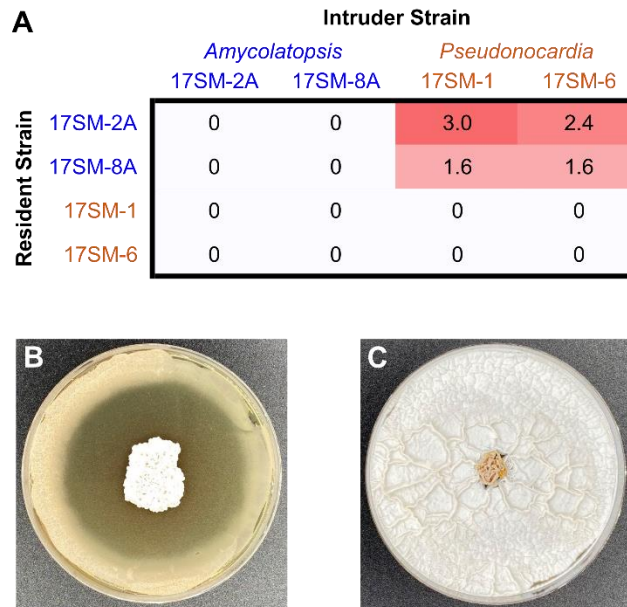 A
Intruder Strain
Amycolatopsis Pseudonocardia
17SM-2A 17SM-8A 17SM-1 17SM-6
Resident Strain
17SM-2A 0 0 3.0 2.4
17SM-8A 0 0 1.6 1.6
17SM-1 0 0 0 0
17SM-6 0 0 0 0
B
C